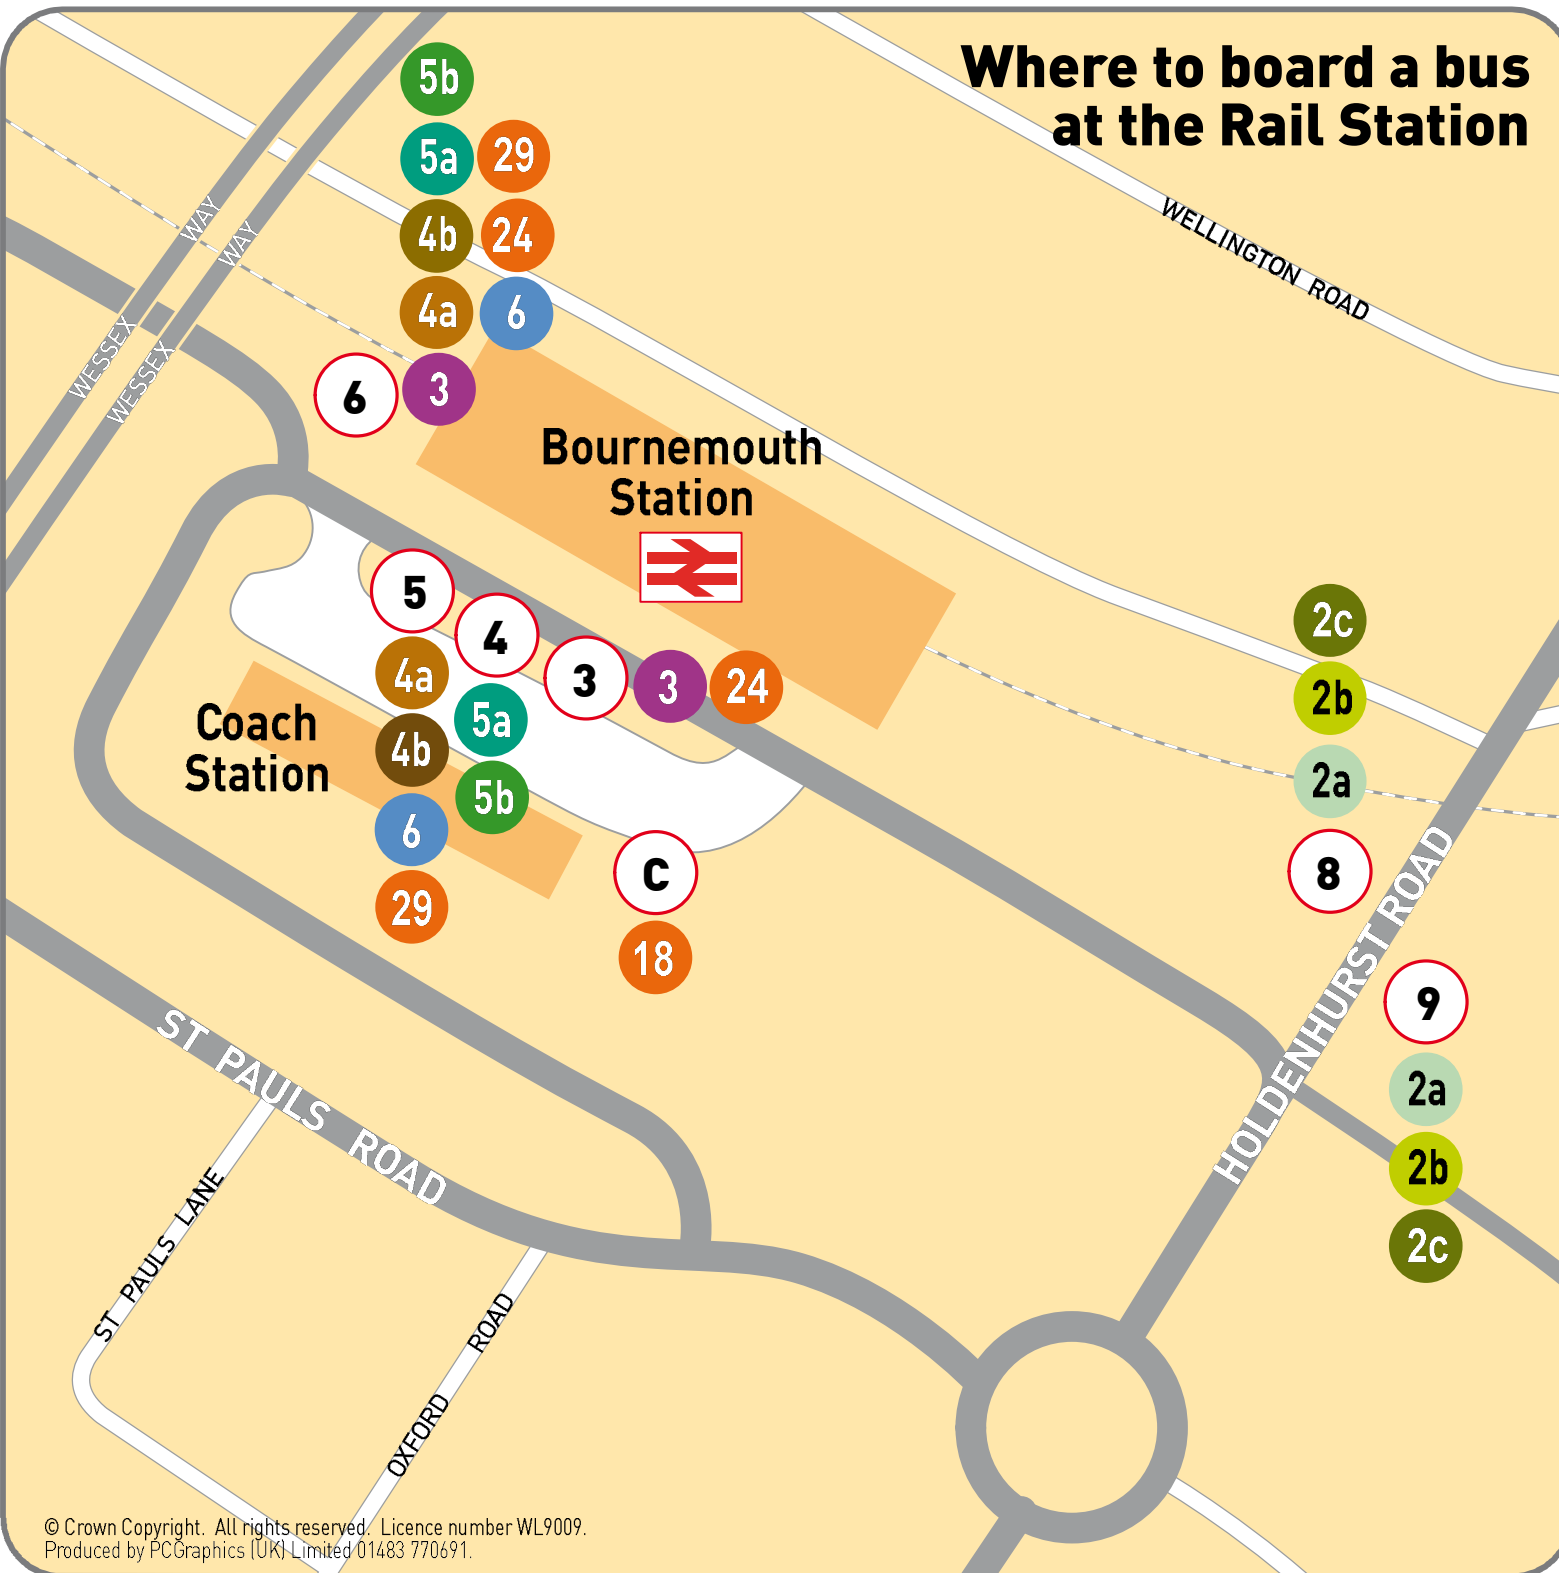 Where to board a bus
at the Rail Station
5b
5a
29
4b
24
4a
6
6
3
WAY
WAY
WESSEX
WESSEX
WELLINGTON ROAD
Bournemouth
Station
5
4
3
3
24
4a
5a
4b
5b
6
29
Coach
Station
C
18
2c
2b
2a
8
HOLDENHURST ROAD
9
2a
2b
2c
ST PAULS ROAD
ST PAULS LANE
OXFORD ROAD
© Crown Copyright. All rights reserved. Licence number WL9009.
Produced by PCGraphics (UK) Limited 01483 770691.